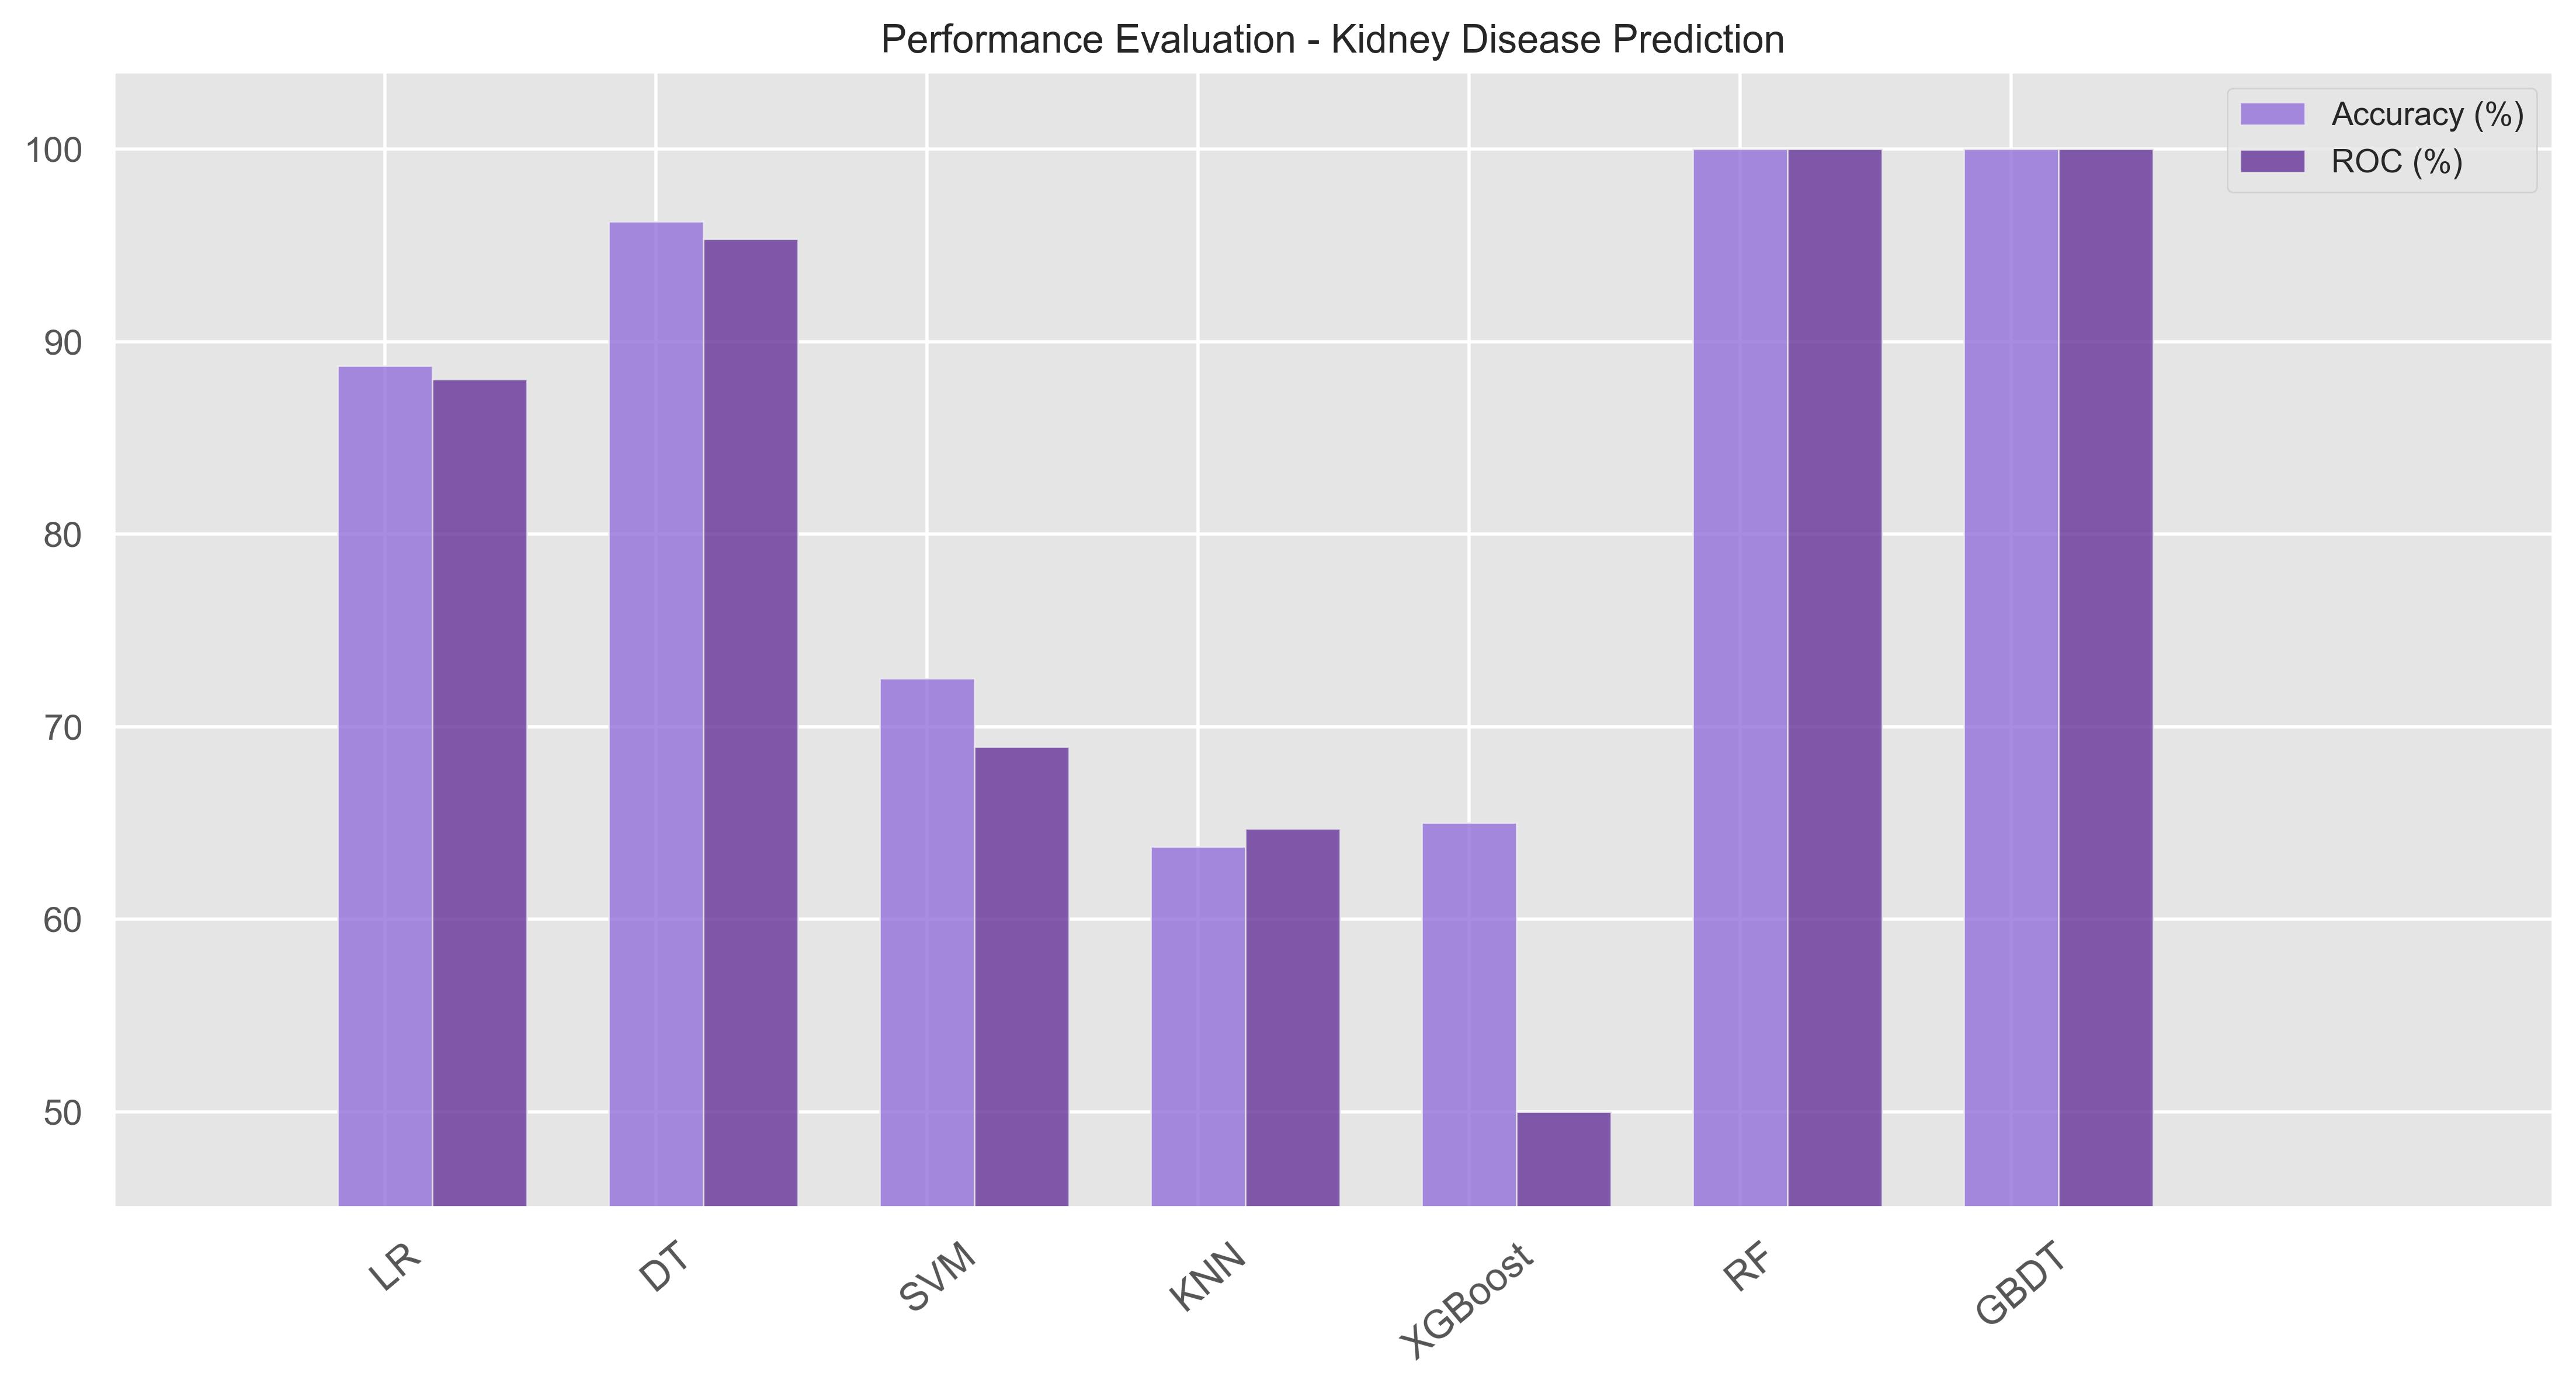 Performance Evaluation - Kidney Disease Prediction
Accuracy (%)
ROC (%)
100
90
80
70
60
50
LR
DT
SVM
KNN
XGBoost
RF
GBDT